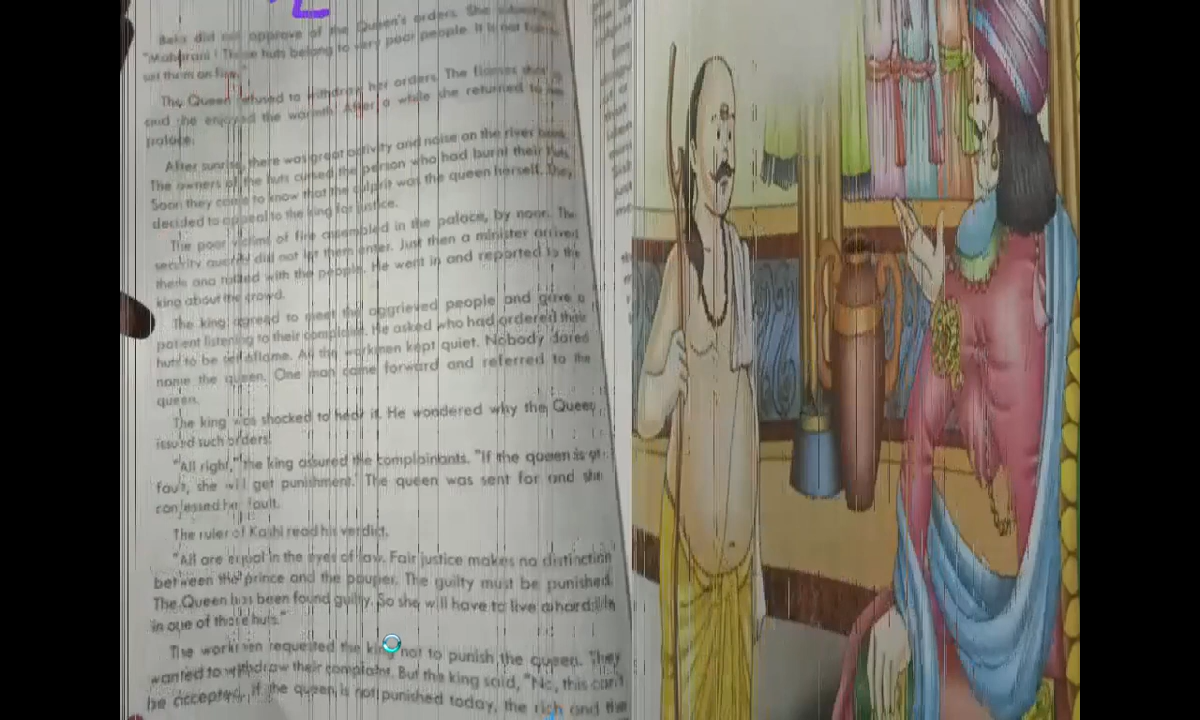 Baka did not approve of the Queen's orders. She
"Maharani! These huts belong to very poor people. It is not
set them on fire."
The Queen refused to withdraw her orders. The flames
and she enjoyed the warmth. After a while she returned to
palace.
After sunrise, there was great activity and noise on the river bank.
The owners of the huts cursed the person who had burnt their huts.
Soon they came to know that the culprit was the queen herself. They
decided to appeal to the king for justice.
The poor victims of fire assembled in the palace, by noon. The
security guards did not let them enter. Just then a minister arrived
there and talked with the people. He went in and reported to the
king about the crowd.
The king agreed to meet the aggrieved people and gave a
patient listening to their complaint. He asked who had ordered their
huts to be set aflame. All the workmen kept quiet. Nobody dared
name the queen. One man came forward and referred to the
queen.
The king was shocked to hear it. He wondered why the Queen
issued such orders!
"All right," the king assured the complainants. "If the queen is at
fault, she will get punishment." The queen was sent for and she
confessed her fault.
The ruler of Kashi read his verdict.
"All are equal in the eyes of law. Fair justice makes no distinction
between the prince and the pauper. The guilty must be punished.
The Queen has been found guilty. So she will have to live a hard life
in one of those huts."
The workmen requested the king not to punish the queen. They
wanted to withdraw their complaint. But the king said, "No, this can't
be accepted. If the queen is not punished today, the rich and the